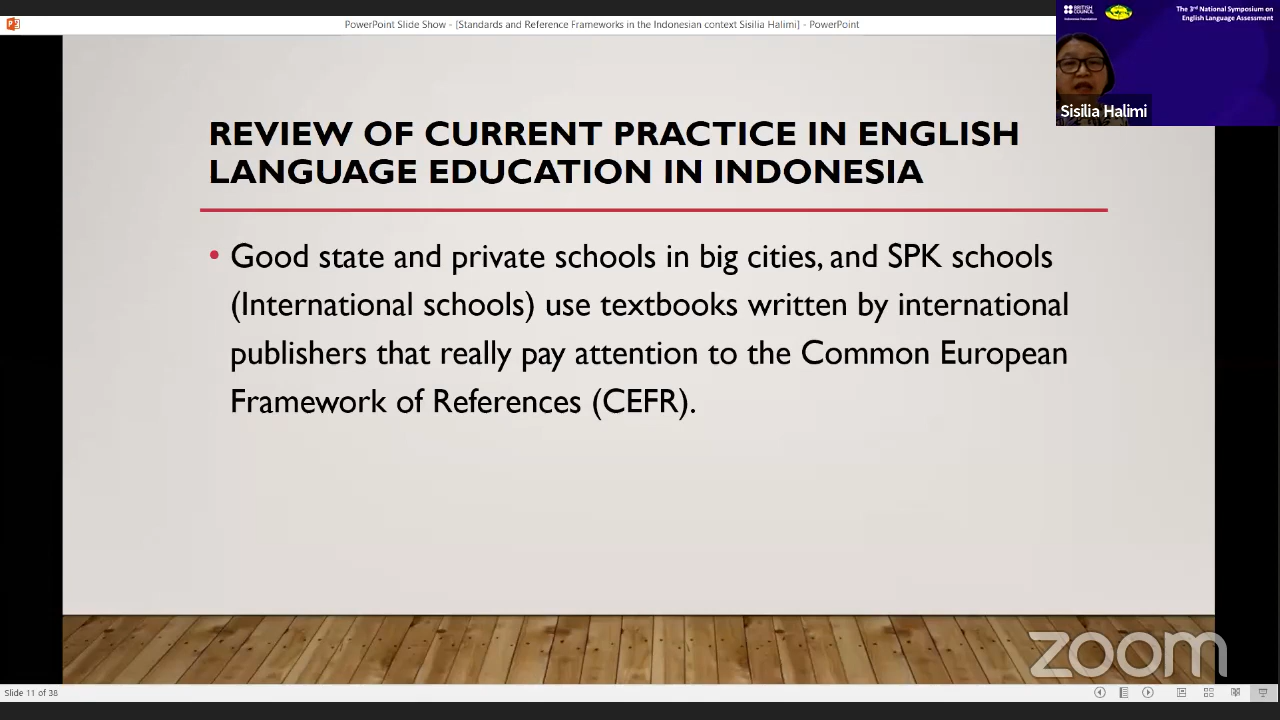 PowerPoint Slide Show - [Standards and Reference Frameworks in the Indonesian context Sisilia Halimi] - PowerPoint
BRITISH
COUNCIL
The 3rd National Symposium on
English Language Assessment
Sisilia Halimi
REVIEW OF CURRENT PRACTICE IN ENGLISH
LANGUAGE EDUCATION IN INDONESIA
• Good state and private schools in big cities, and SPK schools
(International schools) use textbooks written by international
publishers that really pay attention to the Common European
Framework of References (CEFR).
zoom
Slide 11 of 38